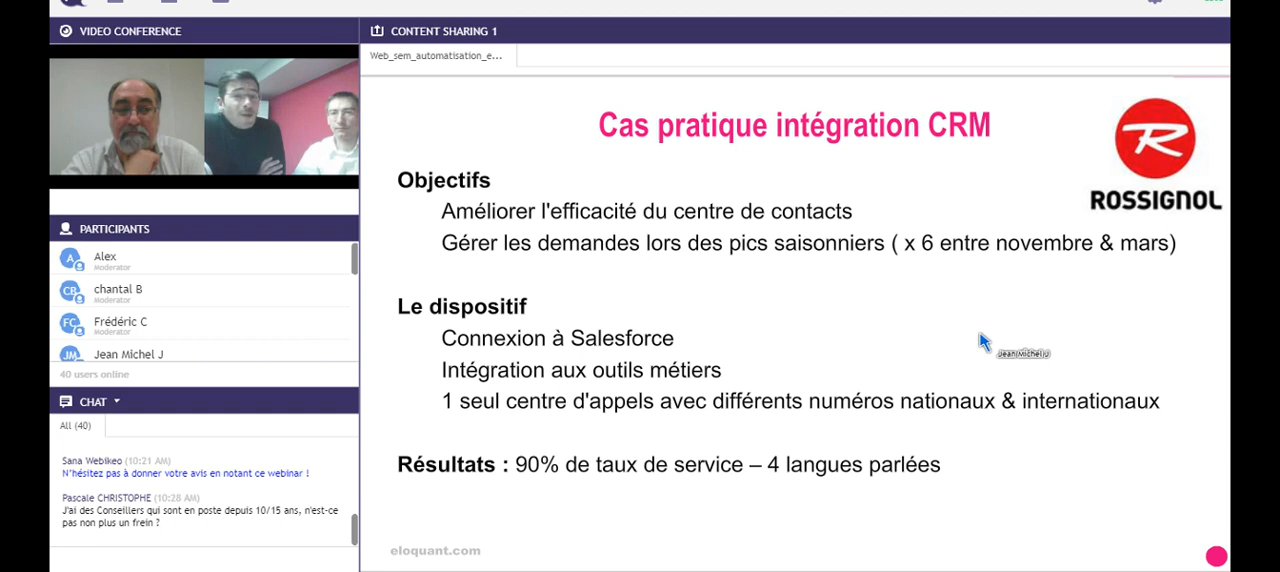 VIDEO CONFERENCE
CONTENT SHARING 1
Web_sem_automatisation_e...
PARTICIPANTS
A
Alex
Moderator
CB
chantal B
Moderator
FC
Frédéric C
Moderator
JM
Jean Michel J
40 users online
CHAT
All (40)
Sana Webikeo (10:21 AM)
N'hésitez pas à donner votre avis en notant ce webinar !
Pascale CHRISTOPHE (10:28 AM)
J'ai des Conseillers qui sont en poste depuis 10/15 ans, n'est-ce
pas non plus un frein ?
Cas pratique intégration CRM
R
ROSSIGNOL
Objectifs
Améliorer l'efficacité du centre de contacts
Gérer les demandes lors des pics saisonniers ( x 6 entre novembre & mars)
Le dispositif
Connexion à Salesforce
Jean Michel J
Intégration aux outils métiers
1 seul centre d'appels avec différents numéros nationaux & internationaux
Résultats : 90% de taux de service – 4 langues parlées
eloquant.com